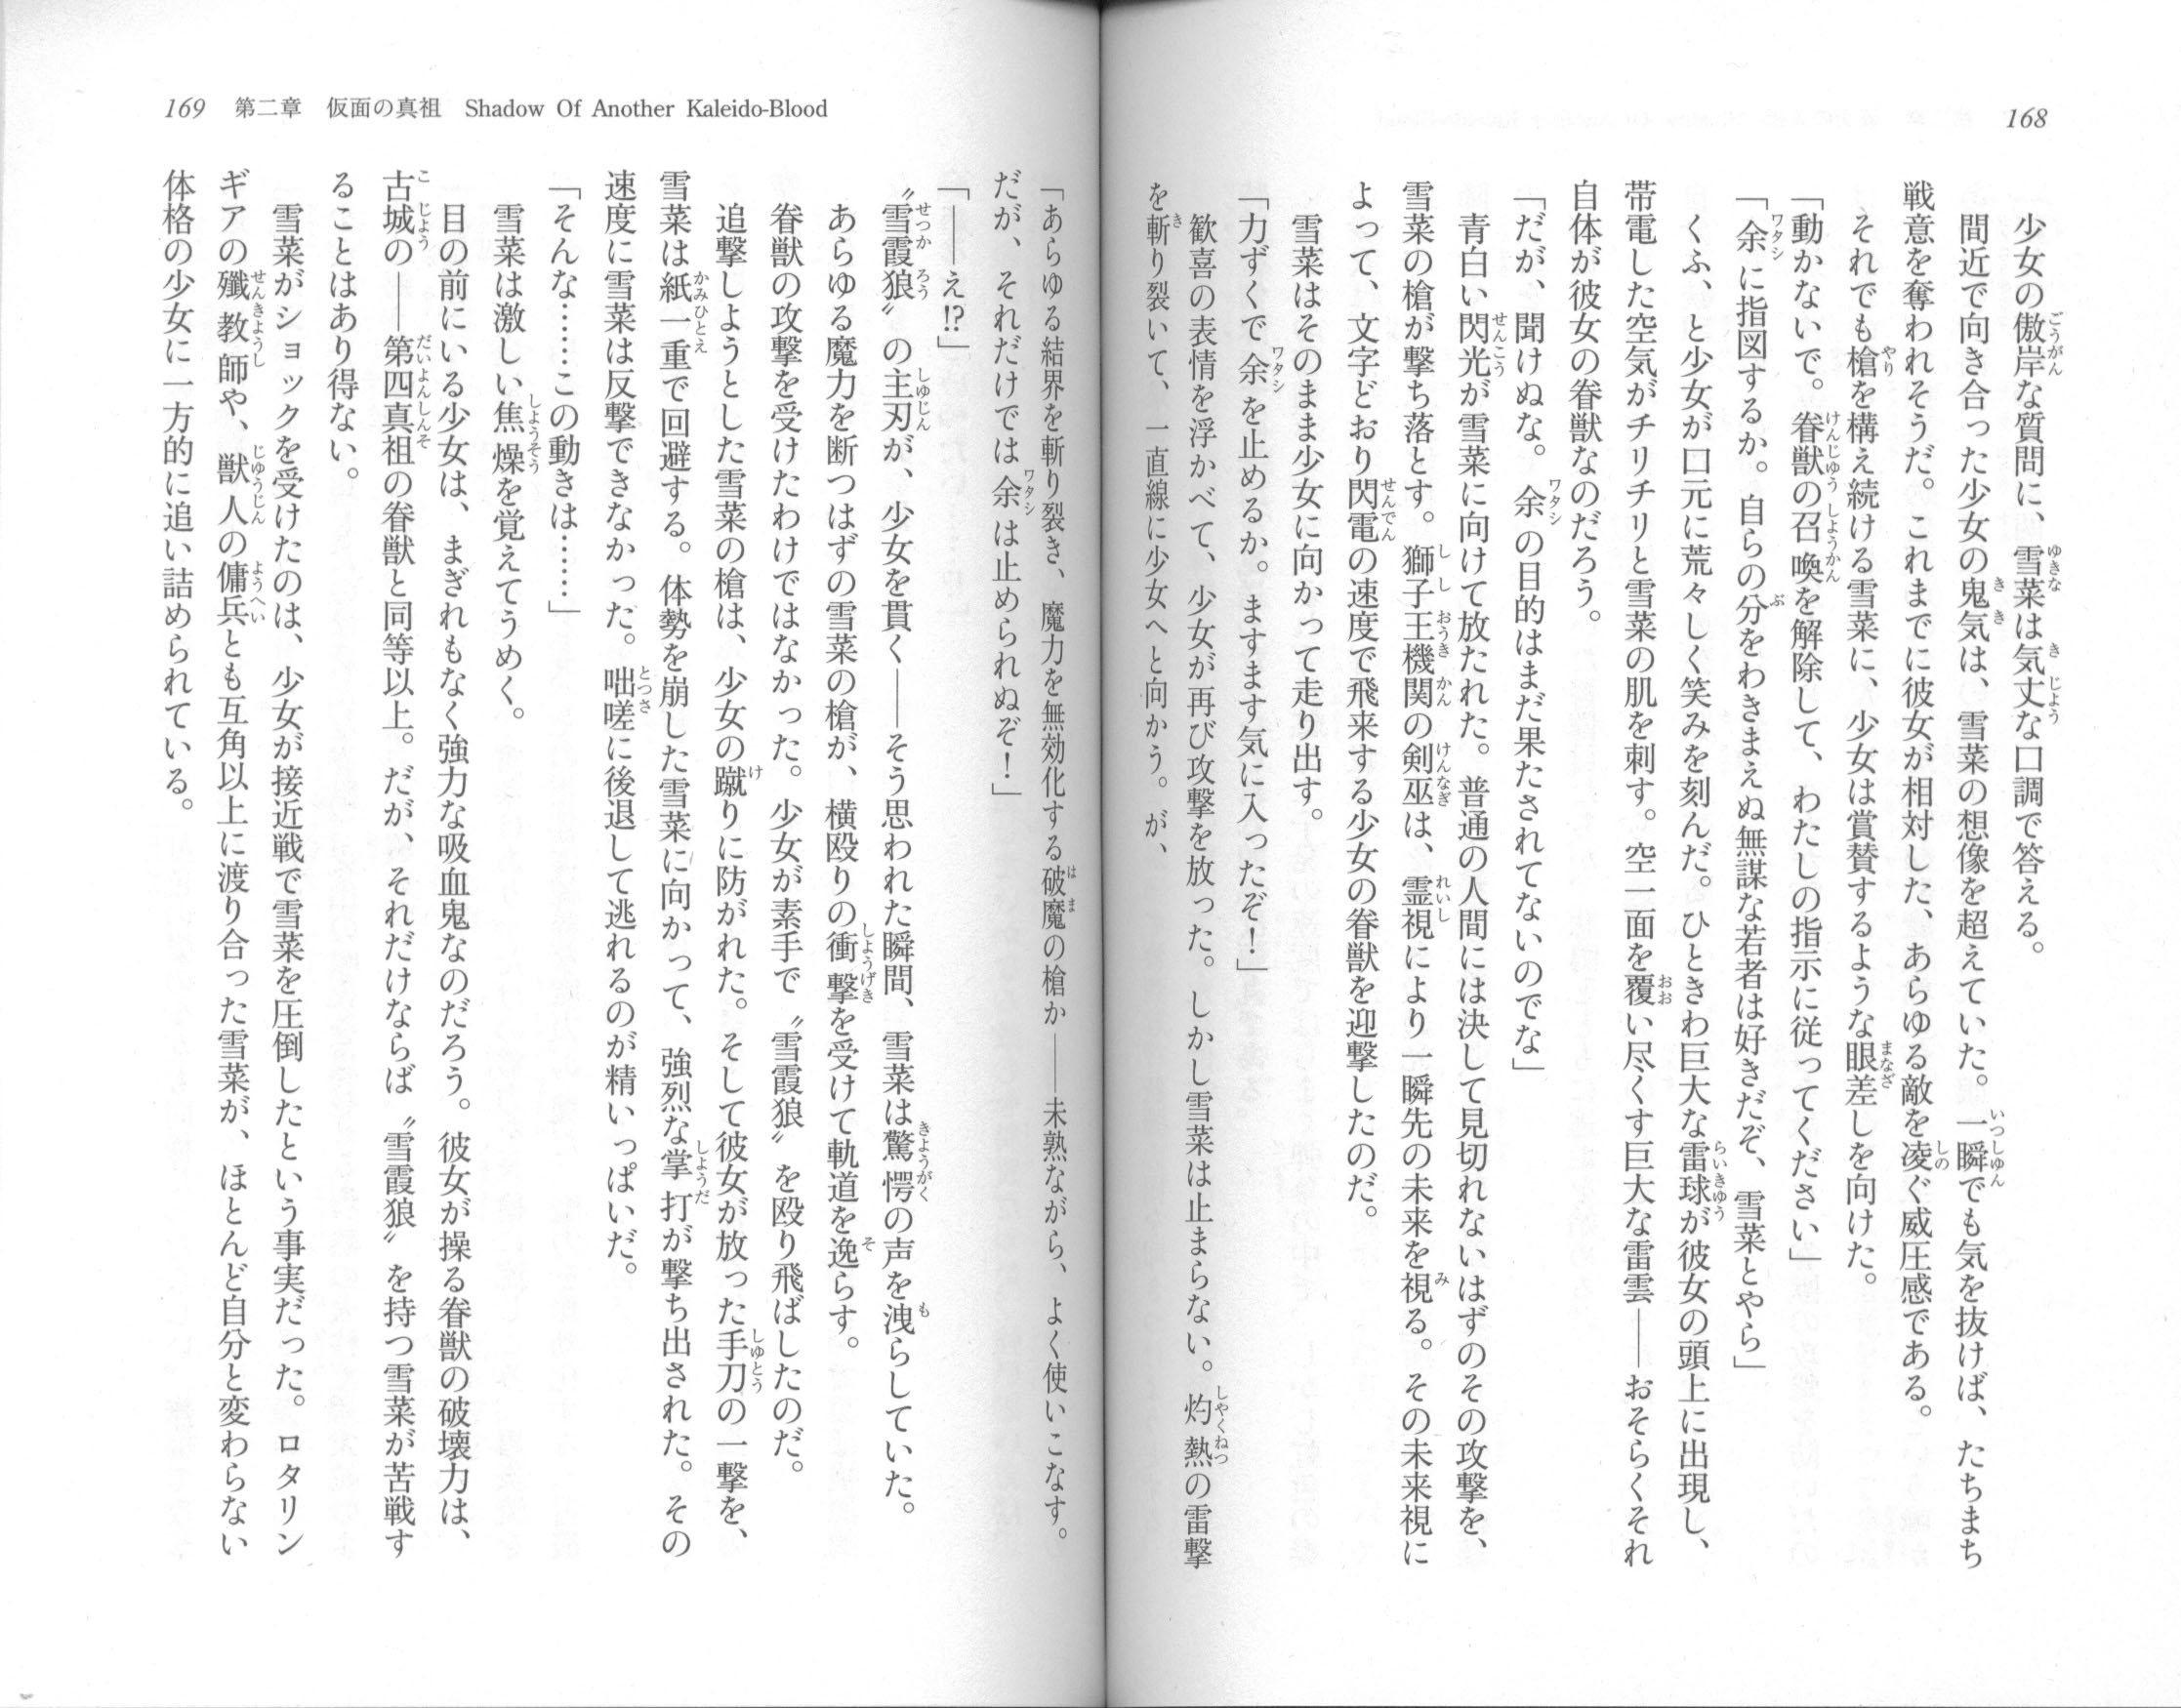 168
少女の傲岸な質問に、雪菜は気丈な口調で答える。
間近で向き合った少女の鬼気は、雪菜の想像を超えていた。一瞬でも気を抜けば、たちまち
戦意を奪われそうだ。これまでに彼女が相対した、あらゆる敵を凌ぐ威圧感である。
それでも槍を構え続ける雪菜に、少女は賞賛するような眼差しを向けた。
「動かないで。眷獣の召喚を解除して、わたしの指示に従ってください」
「余に指図するか。自らの分をわきまえぬ無謀な若者は好きだぞ、雪菜とやら」
くふ、と少女が口元に荒々しく笑みを刻んだ。ひときわ巨大な雷球が彼女の頭上に出現し、
帯電した空気がチリチリと雪菜の肌を刺す。空一面を覆い尽くす巨大な雷雲——おそらくそれ
自体が彼女の眷獣なのだろう。
「だが、聞けぬな。余の目的はまだ果たされてないのでな」
青白い閃光が雪菜に向けて放たれた。普通の人間には決して見切れないはずのその攻撃を、
雪菜の槍が撃ち落とす。獅子王機関の剣巫は、霊視により一瞬先の未来を視る。その未来視に
よって、文字どおり閃電の速度で飛来する少女の眷獣を迎撃したのだ。
雪菜はそのまま少女に向かって走り出す。
「力ずくで余を止めるか。ますます気に入ったぞ！」
歓喜の表情を浮かべて、少女が再び攻撃を放った。しかし雪菜は止まらない。灼熱の雷撃
を斬り裂いて、一直線に少女へと向かう。が、
169 第二章 仮面の真祖 Shadow Of Another Kaleido-Blood
「あらゆる結界を斬り裂き、魔力を無効化する破魔の槍か——未熟ながら、よく使いこなす。
だが、それだけでは余は止められぬぞ！」
「——え!?」
〝雪霞狼〟の主刃が、少女を貫く——そう思われた瞬間、雪菜は驚愕の声を洩らしていた。
あらゆる魔力を断つはずの雪菜の槍が、横殴りの衝撃を受けて軌道を逸らす。
眷獣の攻撃を受けたわけではなかった。少女が素手で〝雪霞狼〟を殴り飛ばしたのだ。
追撃しようとした雪菜の槍は、少女の蹴りに防がれた。そして彼女が放った手刀の一撃を、
雪菜は紙一重で回避する。体勢を崩した雪菜に向かって、強烈な掌打が撃ち出された。その
速度に雪菜は反撃できなかった。咄嗟に後退して逃れるのが精いっぱいだ。
「そんな……この動きは……」
雪菜は激しい焦燥を覚えてうめく。
目の前にいる少女は、まぎれもなく強力な吸血鬼なのだろう。彼女が操る眷獣の破壊力は、
古城の——第四真祖の眷獣と同等以上。だが、それだけならば〝雪霞狼〟を持つ雪菜が苦戦す
ることはあり得ない。
雪菜がショックを受けたのは、少女が接近戦で雪菜を圧倒したという事実だった。ロタリン
ギアの殲教師や、獣人の傭兵とも互角以上に渡り合った雪菜が、ほとんど自分と変わらない
体格の少女に一方的に追い詰められている。